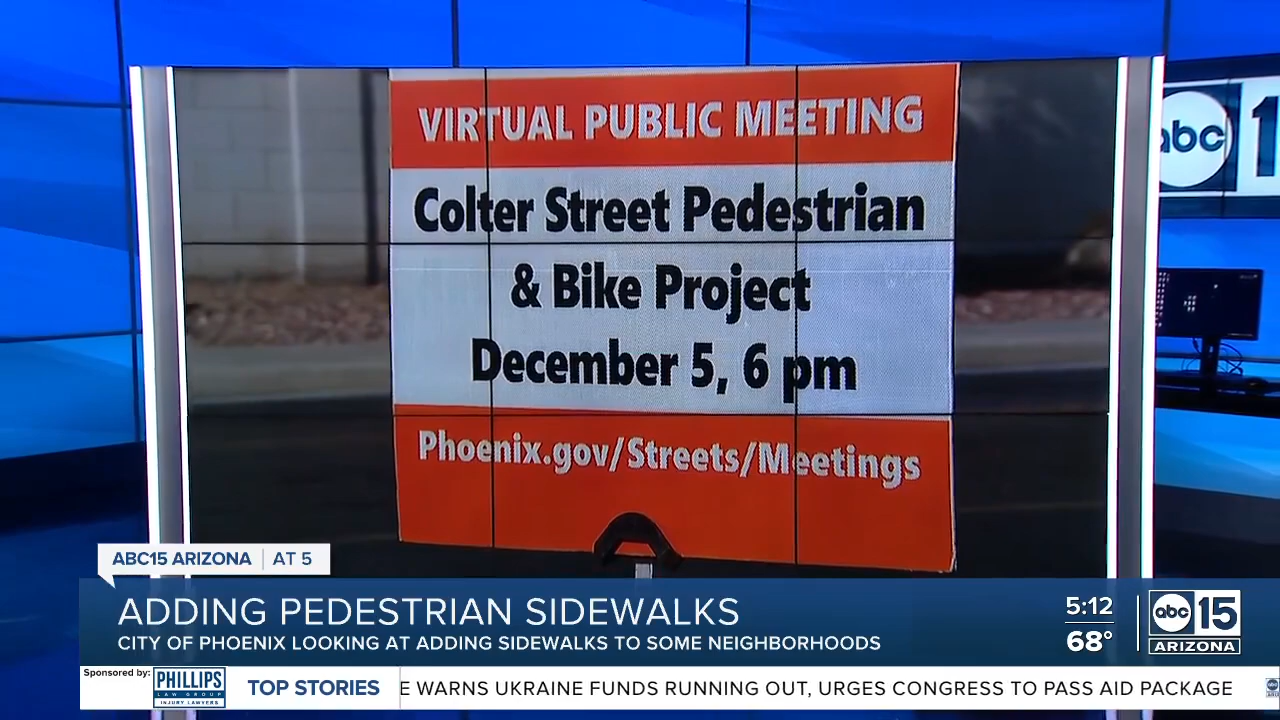 VIRTUAL PUBLIC MEETING
Colter Street Pedestrian
& Bike Project
December 5, 6 pm
Phoenix.gov/Streets/Meetings
abc 1
ABC15 ARIZONA | AT 5
ADDING PEDESTRIAN SIDEWALKS
CITY OF PHOENIX LOOKING AT ADDING SIDEWALKS TO SOME NEIGHBORHOODS
5:12
68°
abc 15
ARIZONA
Sponsored by:
PHILLIPS
LAW GROUP
INJURY LAWYERS
TOP STORIES
E WARNS UKRAINE FUNDS RUNNING OUT, URGES CONGRESS TO PASS AID PACKAGE